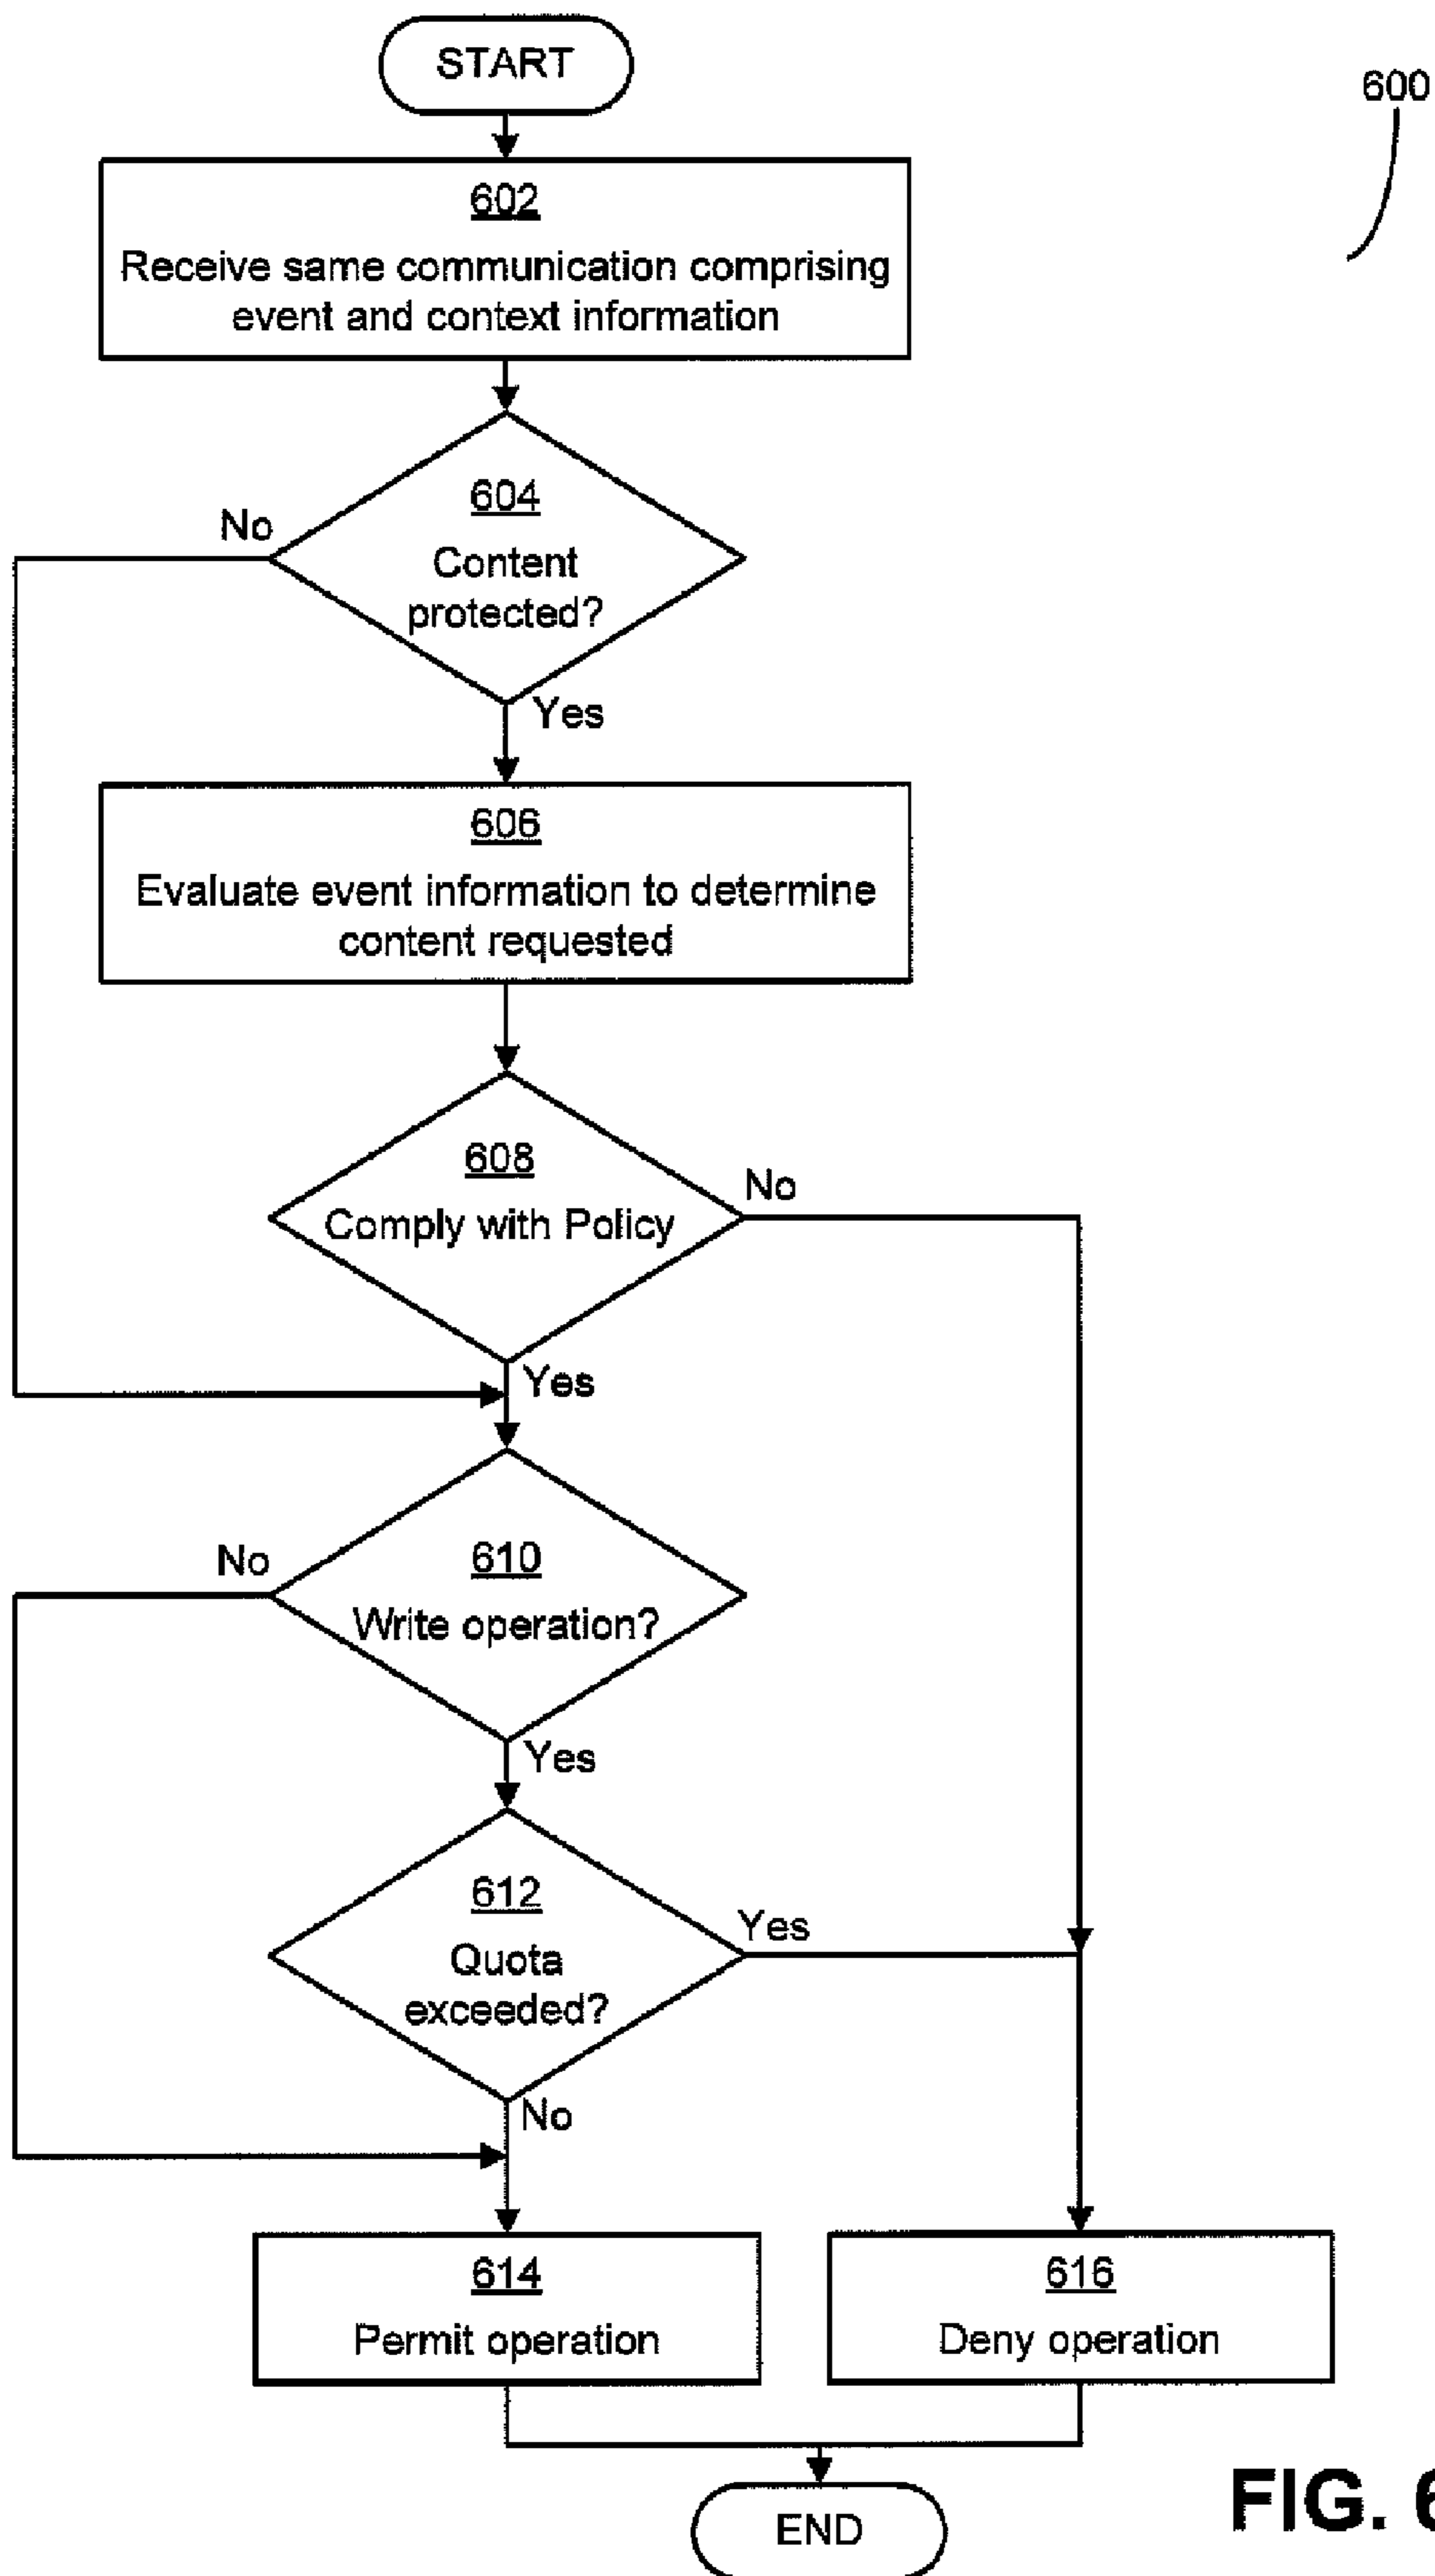 START
600
602
Receive same communication comprising
event and context information
604
Content
protected?
No
Yes
606
Evaluate event information to determine
content requested
608
Comply with Policy
No
Yes
610
Write operation?
No
Yes
612
Quota
exceeded?
Yes
No
614
Permit operation
616
Deny operation
END
FIG. 6